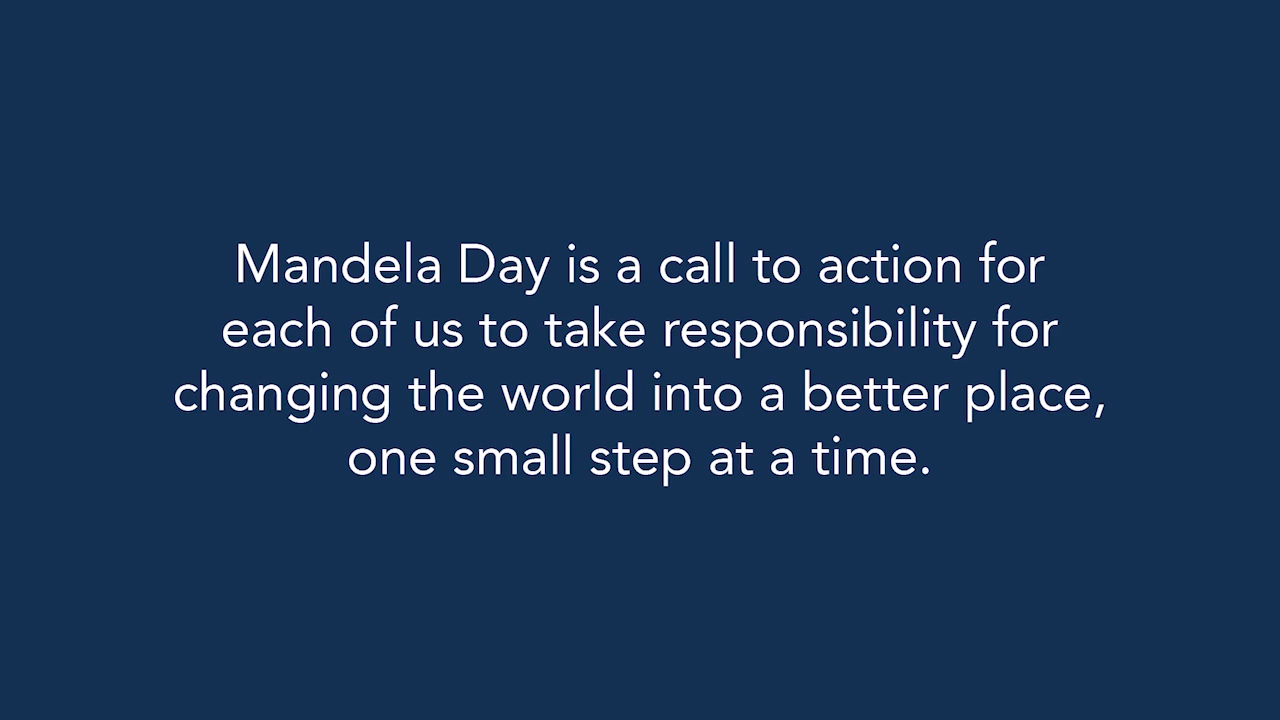 Mandela Day is a call to action for
each of us to take responsibility for
changing the world into a better place,
one small step at a time.